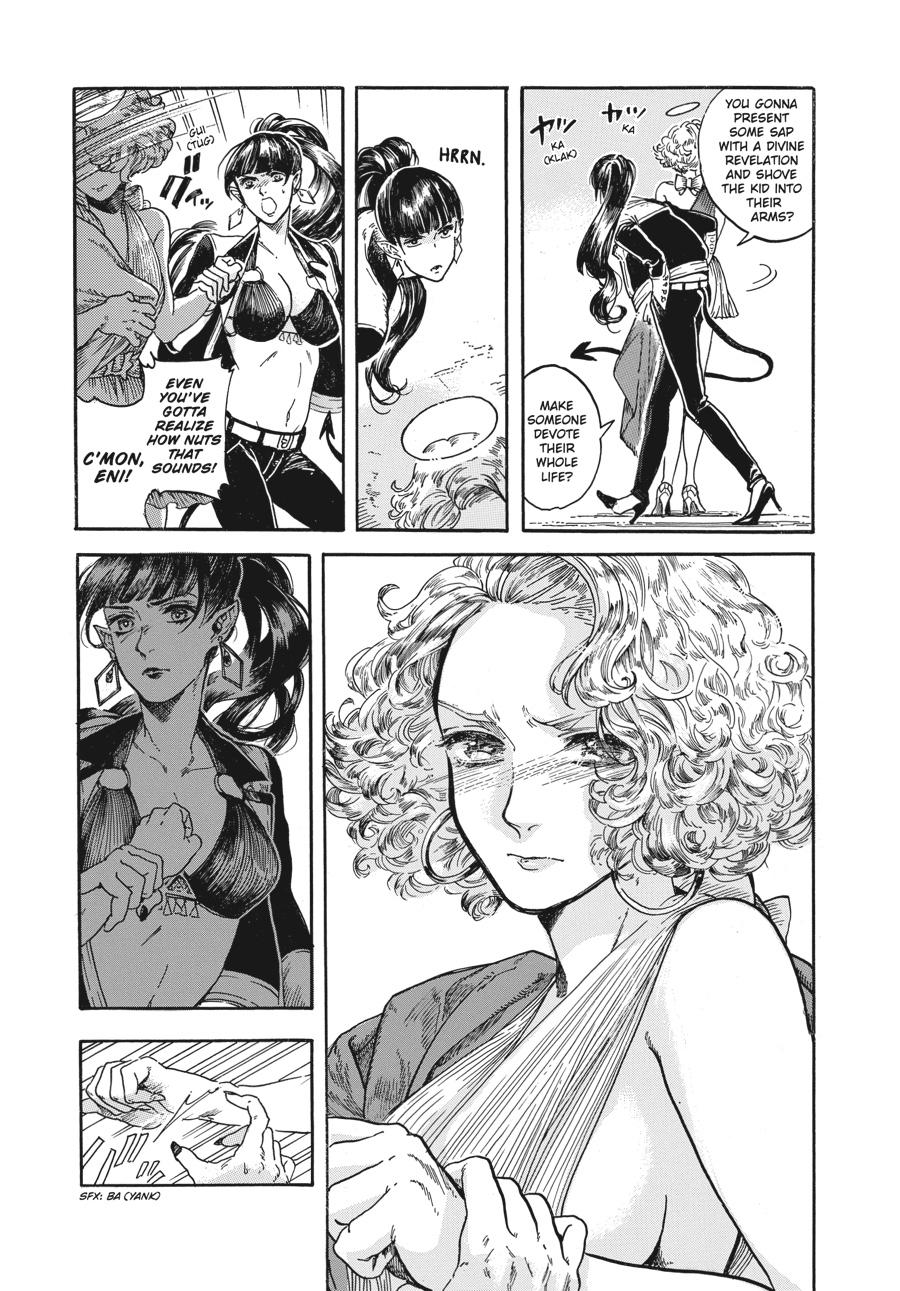 YOU GONNA
PRESENT
SOME SAP
WITH A DIVINE
REVELATION
AND SHOVE
THE KID INTO
THEIR
ARMS?
カッ
KA
カッ
KA
(KLAK)
MAKE
SOMEONE
DEVOTE
THEIR
WHOLE
LIFE?
HRRN.
GUI
(TUG)
グイッ
EVEN
YOU'VE
GOTTA
REALIZE
HOW NUTS
THAT
SOUNDS!
C'MON,
ENI!
SFX: BA (YANK)